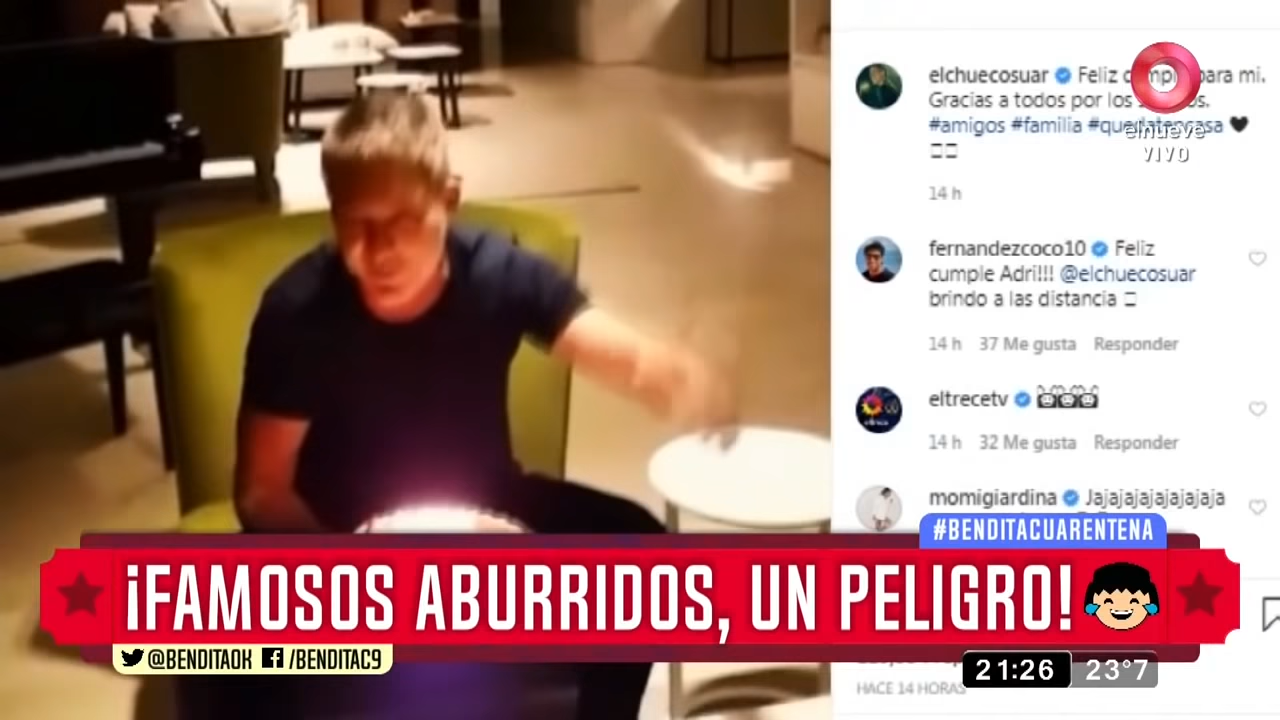 elchuecosuar Feliz para mi.
Gracias a todos por los
#amigos #familia #quedatencasa
elnueve
VIVO
14 h
fernandezcoco10 Feliz
cumple Adri!!! @elchuecosuar
brindo a las distancia
14 h 37 Me gusta Responder
eltrecetv
14 h 32 Me gusta Responder
momigiardina Jajajajajajajaja
#BENDITACUARENTENA
¡FAMOSOS ABURRIDOS, UN PELIGRO!
@BENDITAOK /BENDITAC9
21:26 23°7
HACE 14 HORAS